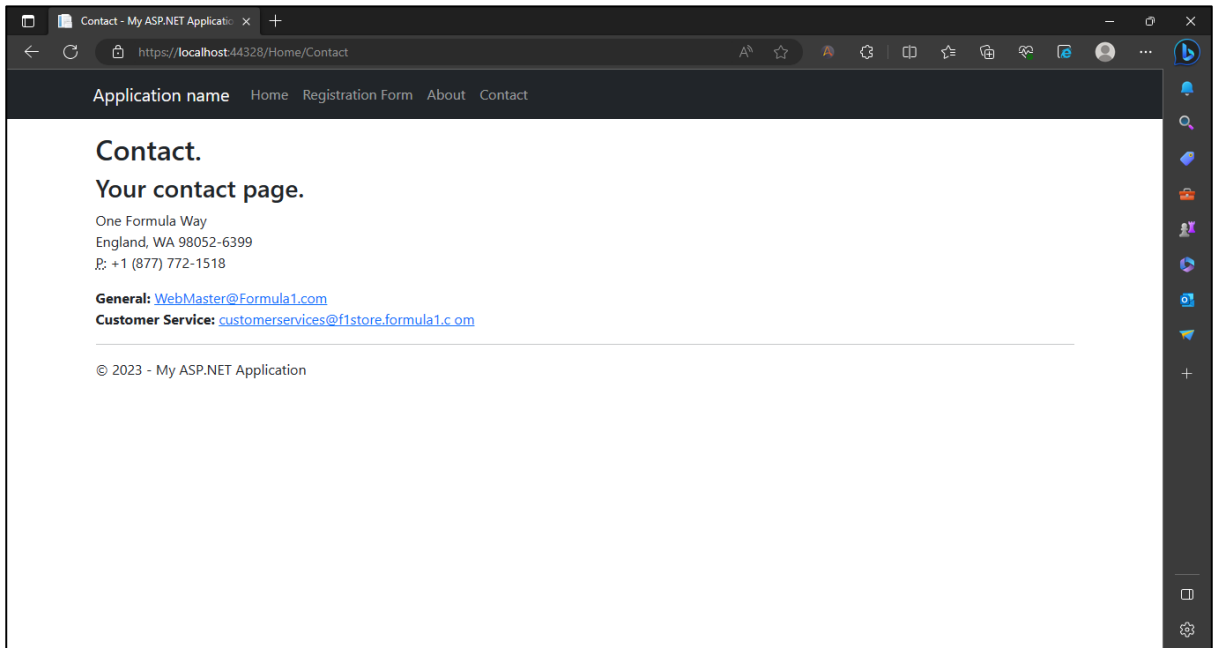 Contact - My ASP.NET Applicatio
https://localhost:44328/Home/Contact
Application name Home Registration Form About Contact
Contact.
Your contact page.
One Formula Way
England, WA 98052-6399
P: +1 (877) 772-1518
General: WebMaster@Formula1.com
Customer Service: customerservices@f1store.formula1.c om
© 2023 - My ASP.NET Application